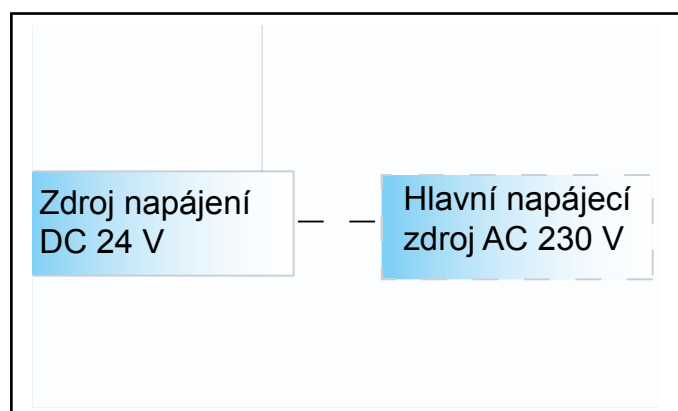 Zdroj napájení
DC 24 V
Hlavní napájecí
zdroj AC 230 V